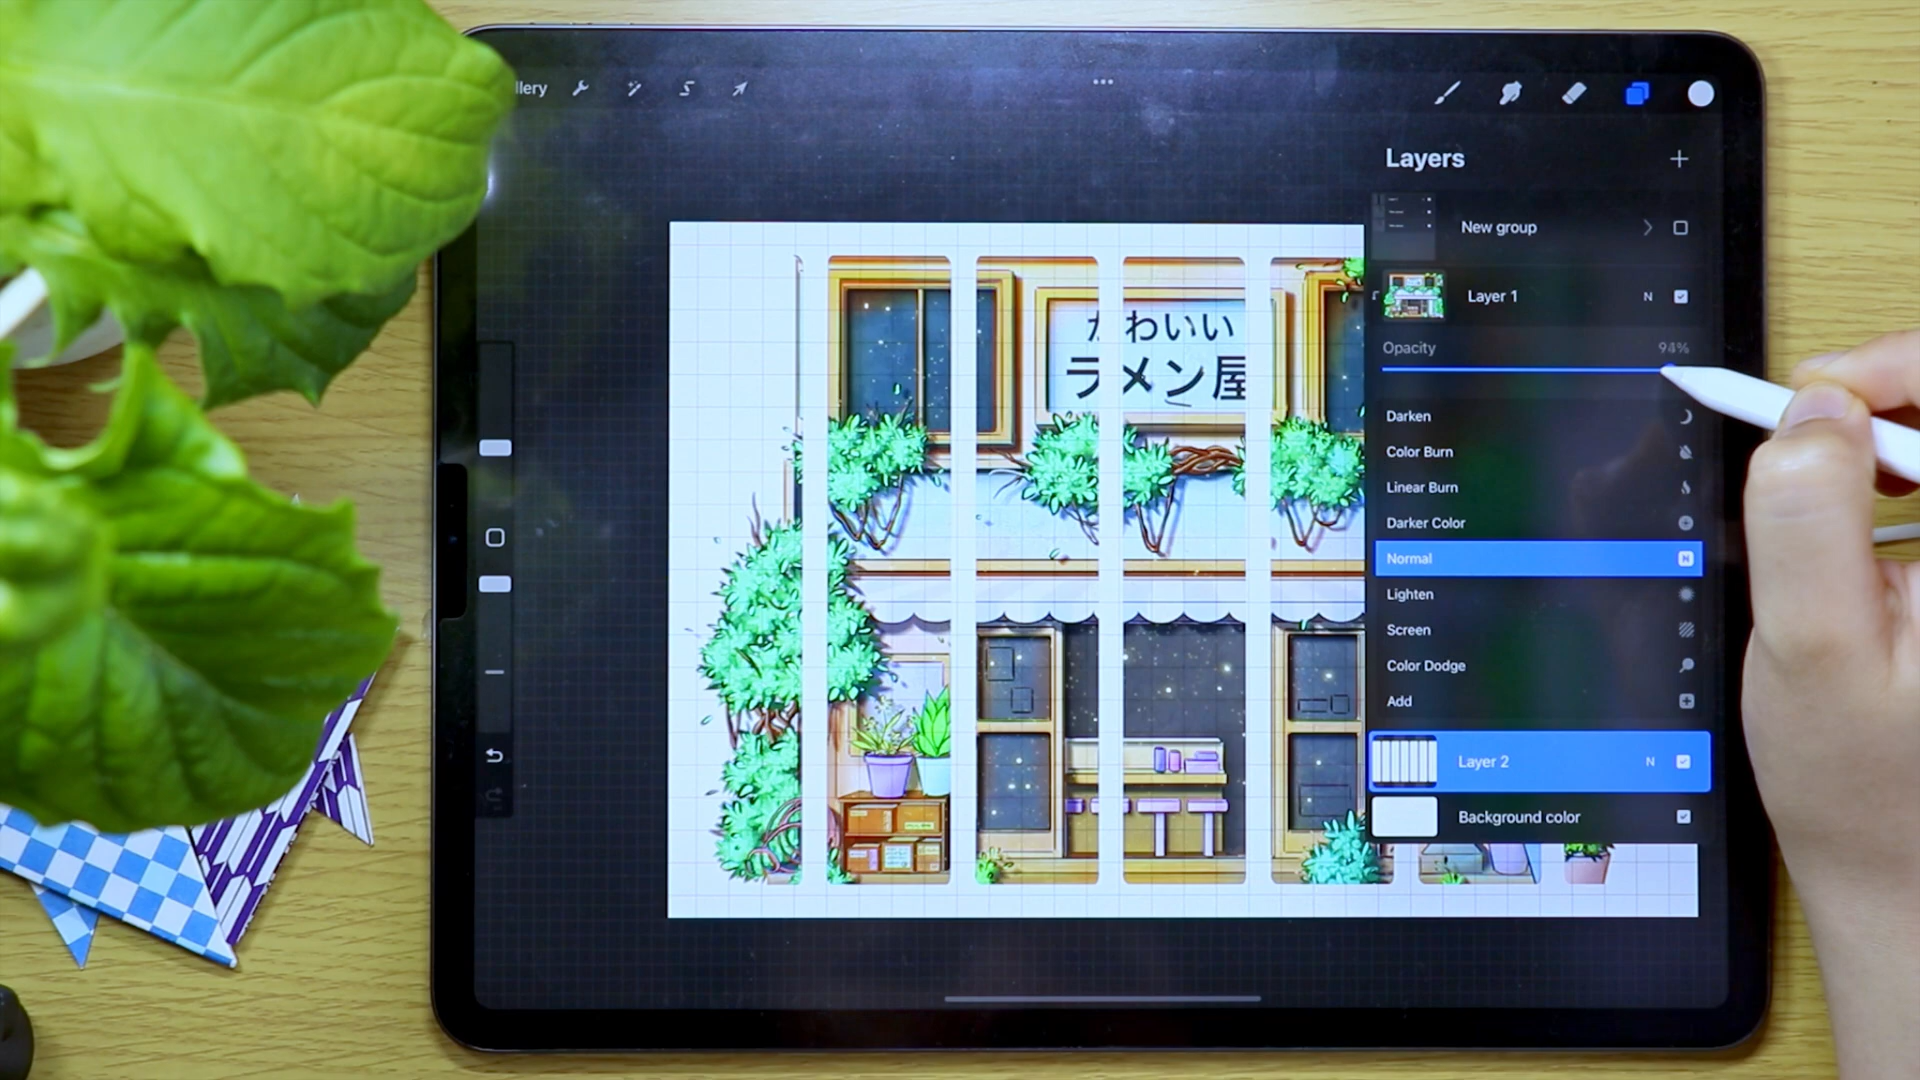 llery
Layers
New group
Layer 1 N
Opacity 94%
Darken
Color Burn
Linear Burn
Darker Color
Normal N
Lighten
Screen
Color Dodge
Add
Layer 2 N
Background color
かわいい
ラメン屋